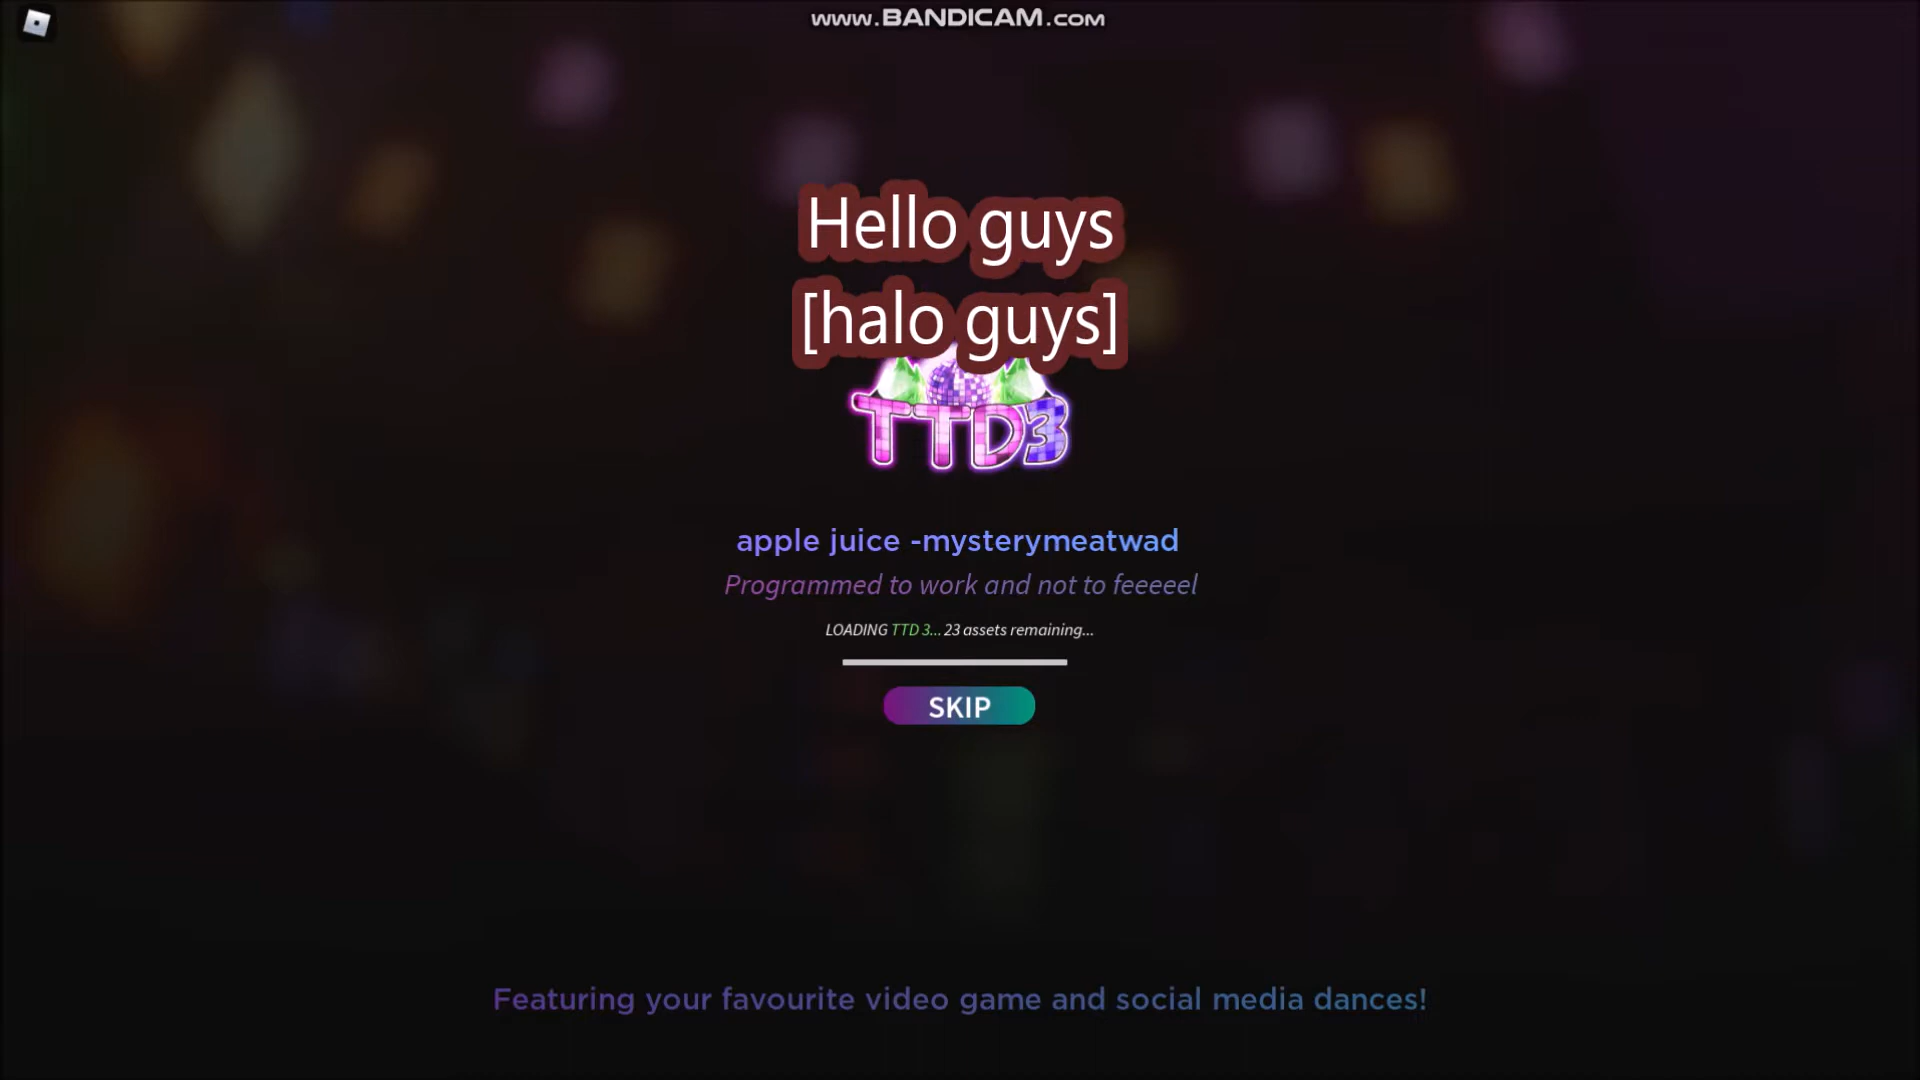 www.BANDICAM.com
Hello guys
[halo guys]
TTD3
apple juice -mysterymeatwad
Programmed to work and not to feeeeel
LOADING TTD 3... 23 assets remaining...
SKIP
Featuring your favourite video game and social media dances!